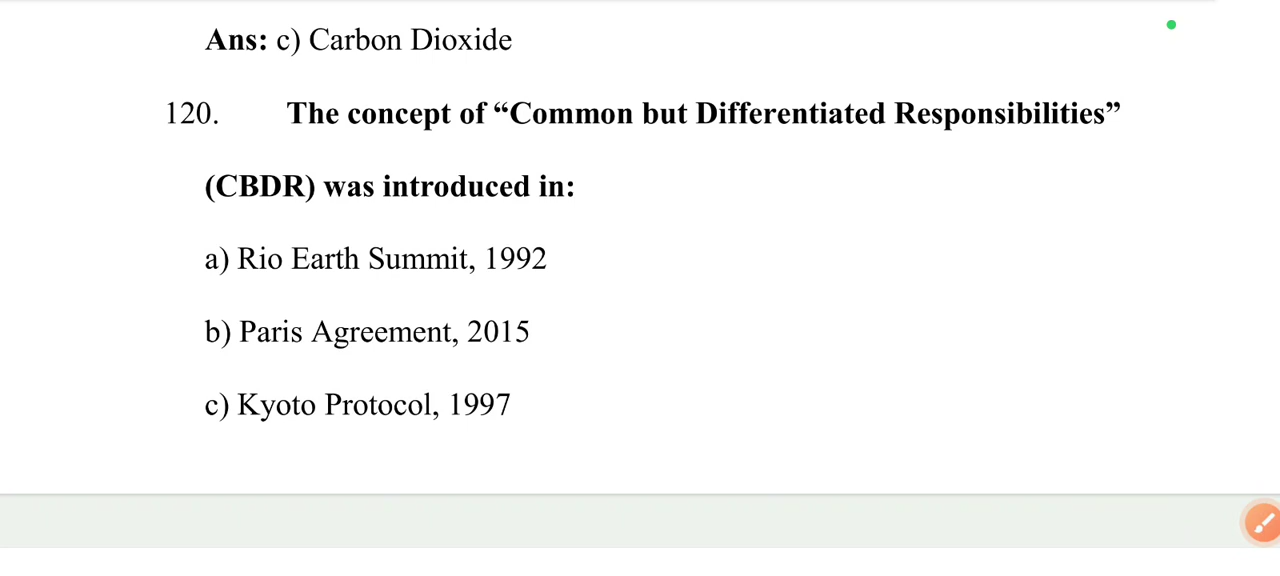 Ans: c) Carbon Dioxide
120. The concept of “Common but Differentiated Responsibilities”
(CBDR) was introduced in:
a) Rio Earth Summit, 1992
b) Paris Agreement, 2015
c) Kyoto Protocol, 1997